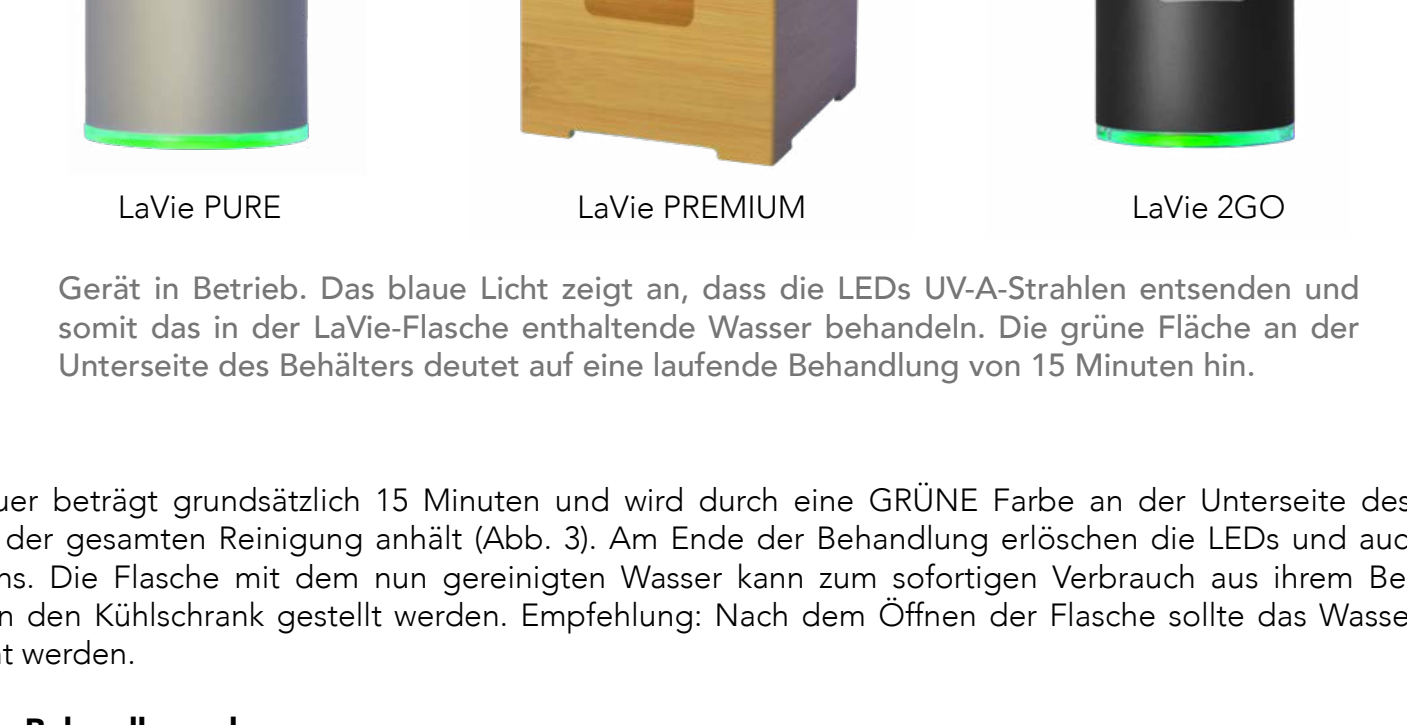 LaVie PURE LaVie PREMIUM LaVie 2GO
Gerät in Betrieb. Das blaue Licht zeigt an, dass die LEDs UV-A-Strahlen entsenden und
somit das in der LaVie-Flasche enthaltende Wasser behandeln. Die grüne Fläche an der
Unterseite des Behälters deutet auf eine laufende Behandlung von 15 Minuten hin.
beträgt grundsätzlich 15 Minuten und wird durch eine GRÜNE Farbe an der Unterseite des
der gesamten Reinigung anhält (Abb. 3). Am Ende der Behandlung erlöschen die LEDs und
Die Flasche mit dem nun gereinigten Wasser kann zum sofortigen Verbrauch aus ihrem
den Kühlschrank gestellt werden. Empfehlung: Nach dem Öffnen der Flasche sollte das
werden.